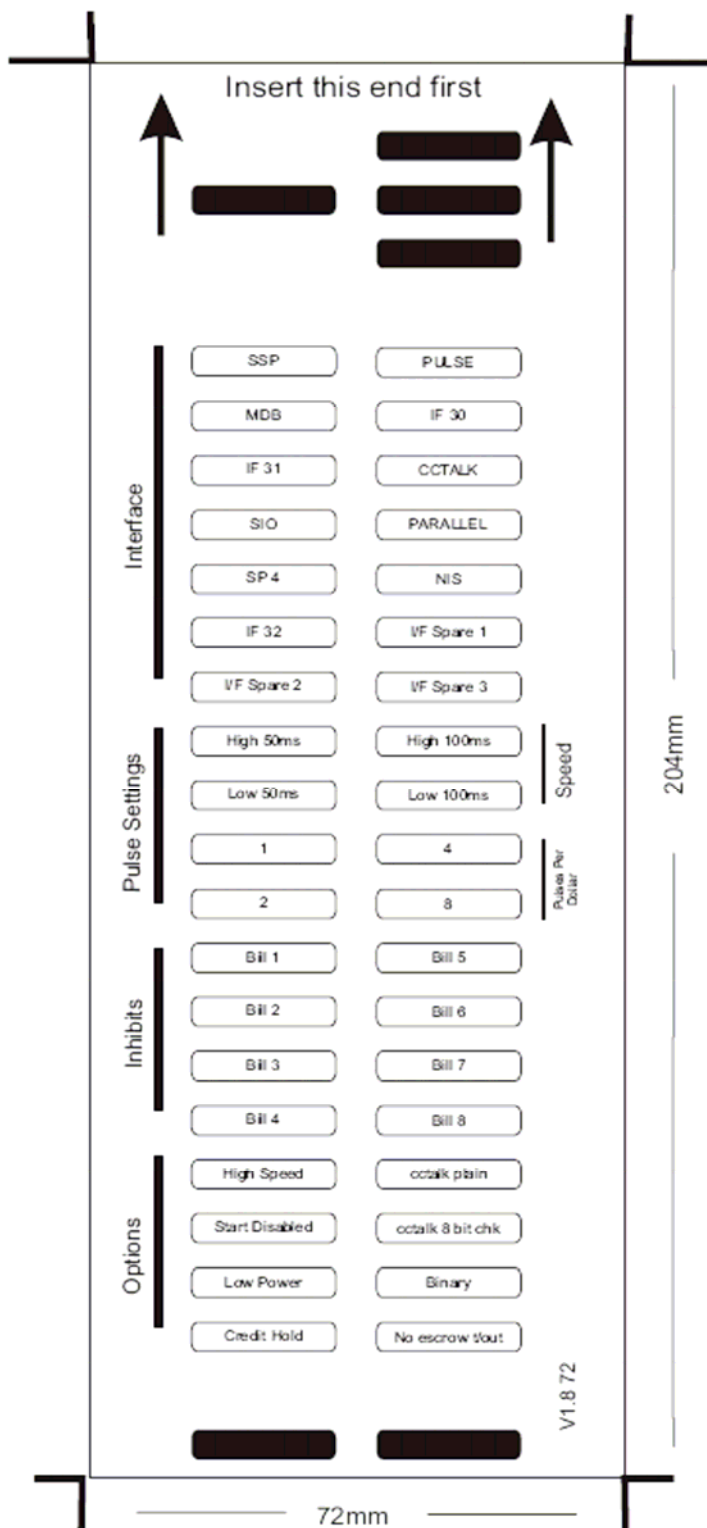 Insert this end first
Interface
SSP
PULSE
MDB
IF 30
IF 31
CCTALK
SIO
PARALLEL
SP 4
NIS
IF 32
I/F Spare 1
I/F Spare 2
I/F Spare 3
Pulse Settings
High 50ms
High 100ms
Speed
Low 50ms
Low 100ms
1
4
Pulses Per
Dollar
2
8
Inhibits
Bill 1
Bill 5
Bill 2
Bill 6
Bill 3
Bill 7
Bill 4
Bill 8
Options
High Speed
cctalk plain
Start Disabled
cctalk 8 bit chk
Low Power
Binary
Credit Hold
No escrow t/out
V1.8 72
204mm
72mm